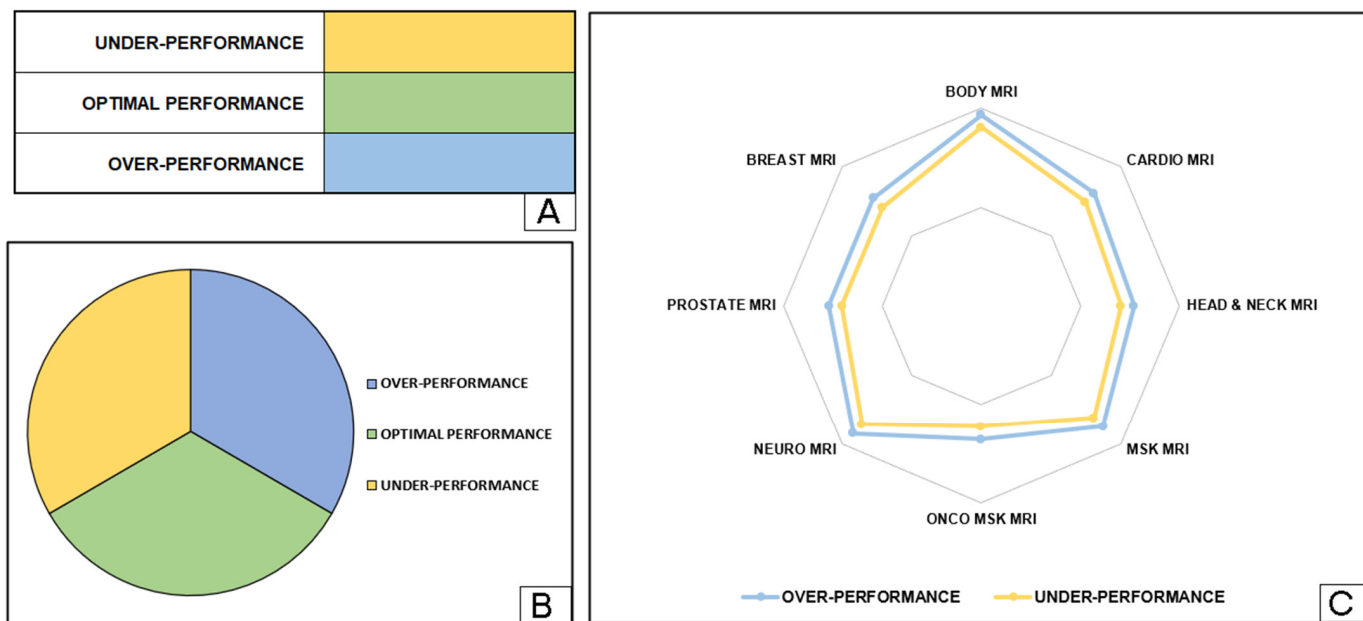 UNDER-PERFORMANCE
OPTIMAL PERFORMANCE
OVER-PERFORMANCE
A
OVER-PERFORMANCE
OPTIMAL PERFORMANCE
UNDER-PERFORMANCE
B
BODY MRI
BREAST MRI
CARDIO MRI
PROSTATE MRI
HEAD & NECK MRI
NEURO MRI
MSK MRI
ONCO MSK MRI
OVER-PERFORMANCE
UNDER-PERFORMANCE
C